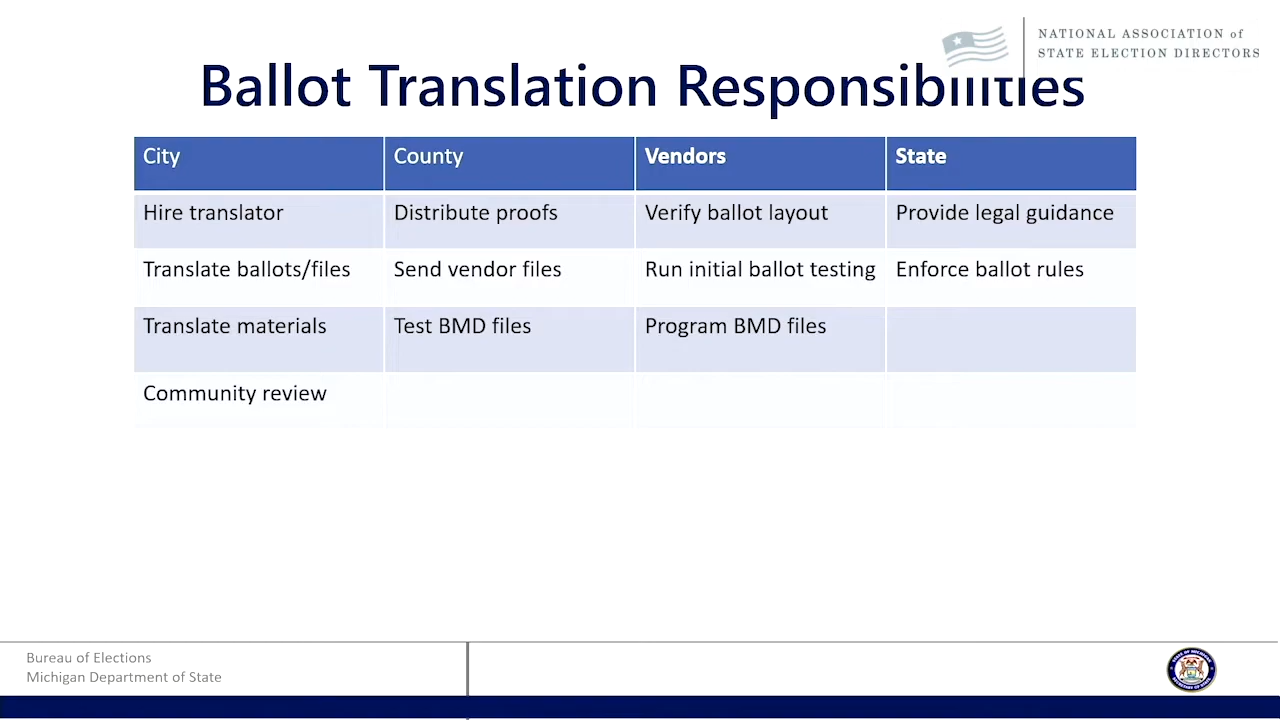 NATIONAL ASSOCIATION of
STATE ELECTION DIRECTORS
Ballot Translation Responsibilities
City County Vendors State
Hire translator Distribute proofs Verify ballot layout Provide legal guidance
Translate ballots/files Send vendor files Run initial ballot testing Enforce ballot rules
Translate materials Test BMD files Program BMD files
Community review
Bureau of Elections
Michigan Department of State